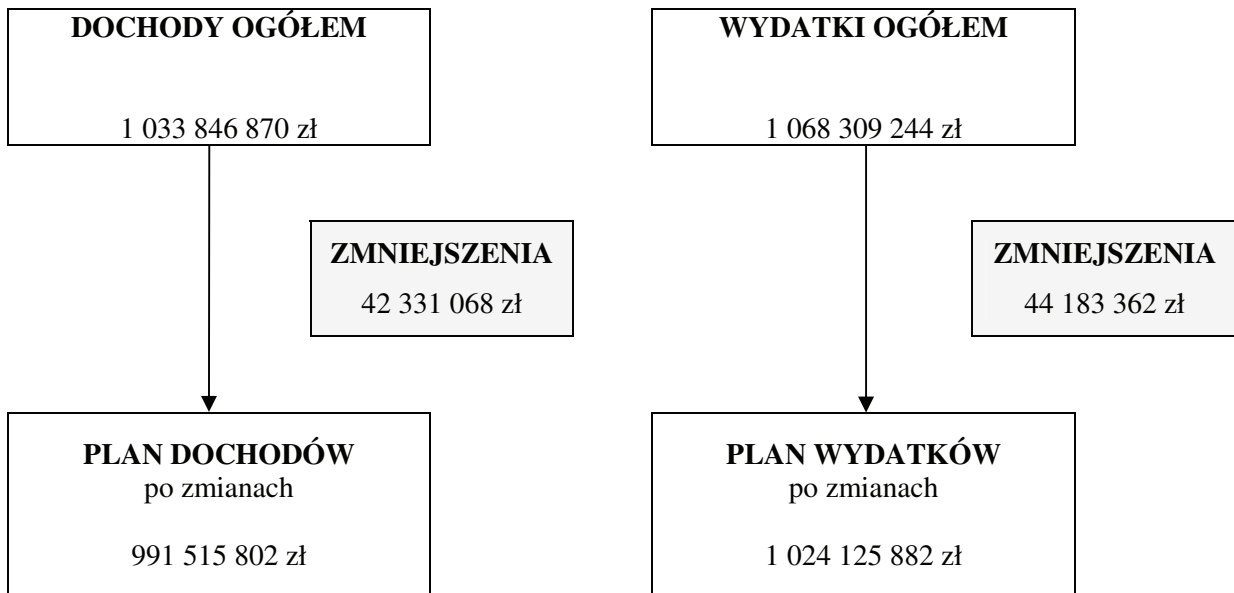 DOCHODY OGÓŁEM
1 033 846 870 zł
WYDATKI OGÓŁEM
1 068 309 244 zł
ZMNIEJSZENIA
42 331 068 zł
ZMNIEJSZENIA
44 183 362 zł
PLAN DOCHODÓW
po zmianach
991 515 802 zł
PLAN WYDATKÓW
po zmianach
1 024 125 882 zł